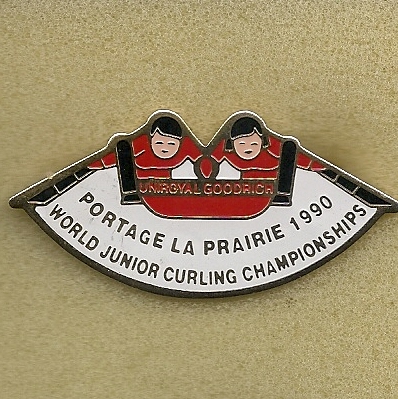 UNIROYAL GOODRICH
PORTAGE LA PRAIRIE 1990
WORLD JUNIOR CURLING CHAMPIONSHIPS